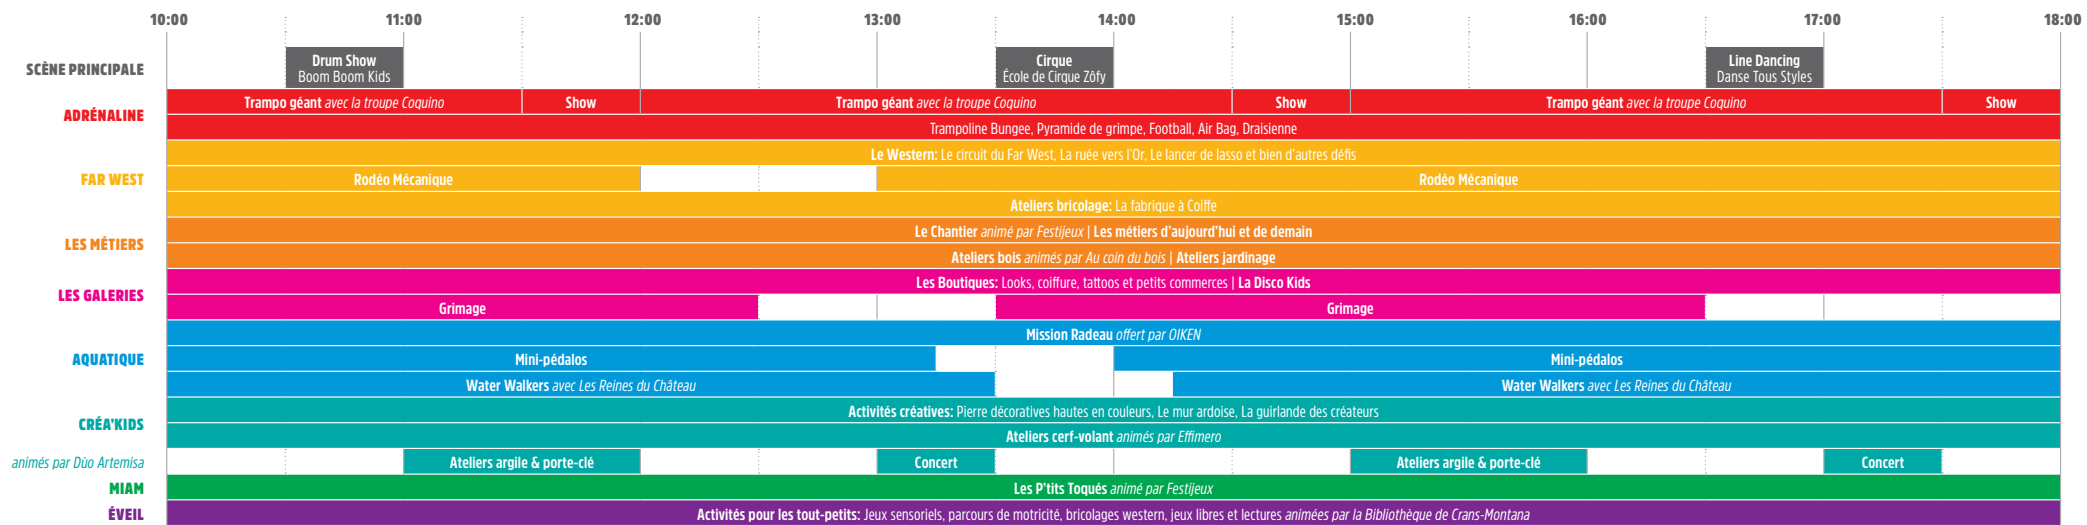 10:00 11:00 12:00 13:00 14:00 15:00 16:00 17:00 18:00
SCÈNE PRINCIPALE
Drum Show
Boom Boom Kids
Cirque
École de Cirque Zôfy
Line Dancing
Danse Tous Styles
ADRÉNALINE
Trampo géant avec la troupe Coquino
Show
Trampo géant avec la troupe Coquino
Show
Trampo géant avec la troupe Coquino
Show
Trampoline Bungee, Pyramide de grimpe, Football, Air Bag, Draisienne
FAR WEST
Le Western: Le circuit du Far West, La ruée vers l'Or, Le lancer de lasso et bien d'autres défis
Rodéo Mécanique
Rodéo Mécanique
Ateliers bricolage: La fabrique à Coiffe
LES MÉTIERS
Le Chantier animé par Festijeux | Les métiers d'aujourd'hui et de demain
Ateliers bois animés par Au coin du bois | Ateliers jardinage
LES GALERIES
Les Boutiques: Looks, coiffure, tattoos et petits commerces | La Disco Kids
Grimage
Grimage
AQUATIQUE
Mission Radeau offert par OIKEN
Mini-pédalos
Mini-pédalos
Water Walkers avec Les Reines du Château
Water Walkers avec Les Reines du Château
CRÉA'KIDS
Activités créatives: Pierre décoratives hautes en couleurs, Le mur ardoise, La guirlande des créateurs
Ateliers cerf-volant animés par Effimero
animés par Dùo Artemisa
Ateliers argile & porte-clé
Concert
Ateliers argile & porte-clé
Concert
MIAM
Les P'tits Toqués animé par Festijeux
ÉVEIL
Activités pour les tout-petits: Jeux sensoriels, parcours de motricité, bricolages western, jeux libres et lectures animées par la Bibliothèque de Crans-Montana